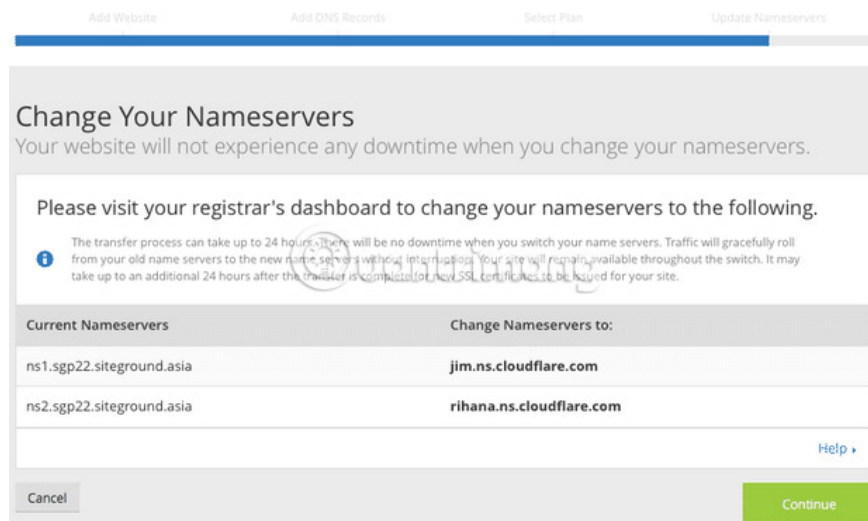 Add Website Add DNS Records Select Plan Update Nameservers
Change Your Nameservers
Your website will not experience any downtime when you change your nameservers.
Please visit your registrar's dashboard to change your nameservers to the following.
The transfer process can take up to 24 hours. There will be no downtime when you switch your name servers. Traffic will gracefully roll
from your old name servers to the new name servers without interruption. Your site will remain available throughout the switch. It may
take up to an additional 24 hours after the transfer is complete for new SSL certificates to be issued for your site.
Quantrimang
Current Nameservers Change Nameservers to:
ns1.sgp22.siteground.asia jim.ns.cloudflare.com
ns2.sgp22.siteground.asia rihana.ns.cloudflare.com
Help
Cancel Continue